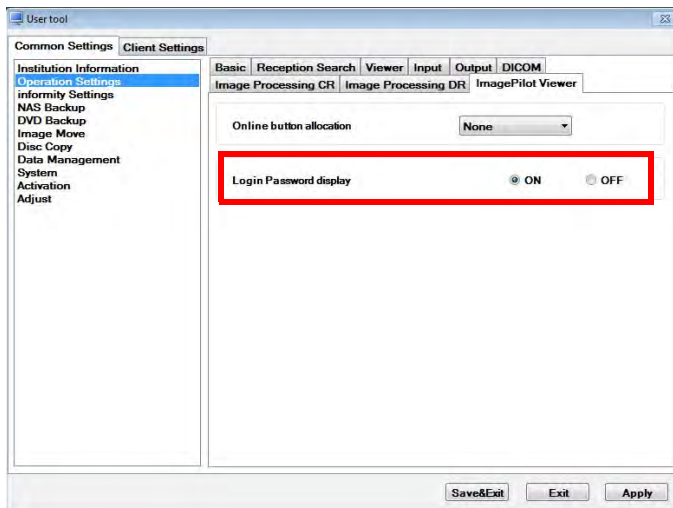 User tool
Common Settings Client Settings
Institution Information
Operation Settings
informity Settings
NAS Backup
DVD Backup
Image Move
Disc Copy
Data Management
System
Activation
Adjust
Basic Reception Search Viewer Input Output DICOM
Image Processing CR Image Processing DR ImagePilot Viewer
Online button allocation None
Login Password display ON OFF
Save&Exit Exit Apply